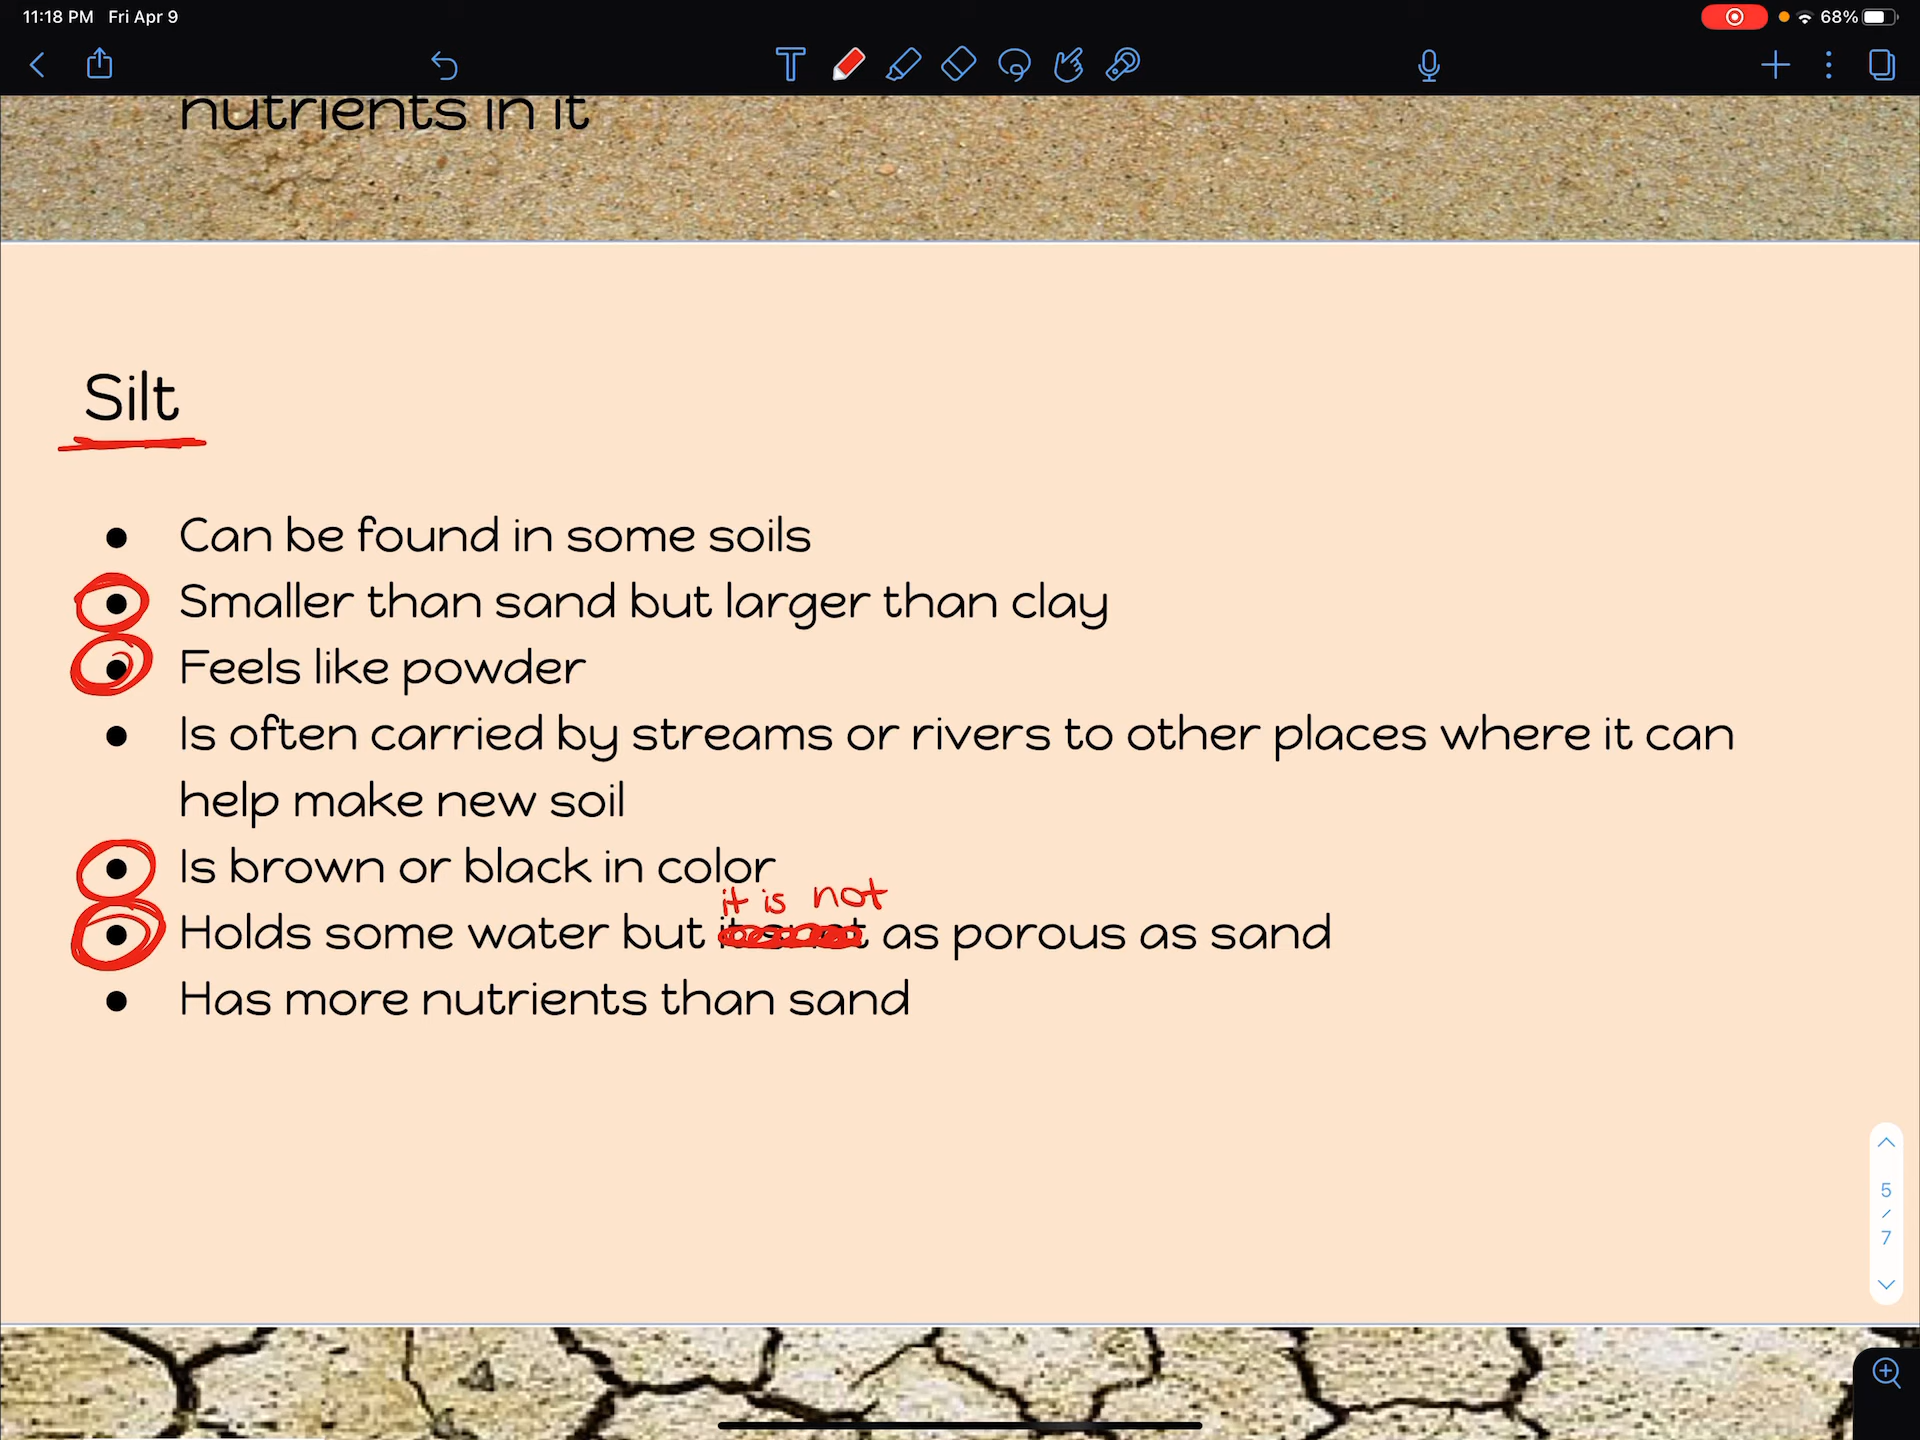 11:18 PM Fri Apr 9
68%
nutrients in it
Silt
Can be found in some soils
Smaller than sand but larger than clay
Feels like powder
Is often carried by streams or rivers to other places where it can
help make new soil
Is brown or black in color
it is not
Holds some water but as porous as sand
Has more nutrients than sand
5
/
7